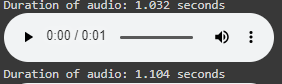 Duration of audio: 1.032 seconds
0:00 / 0:01
Duration of audio: 1.104 seconds